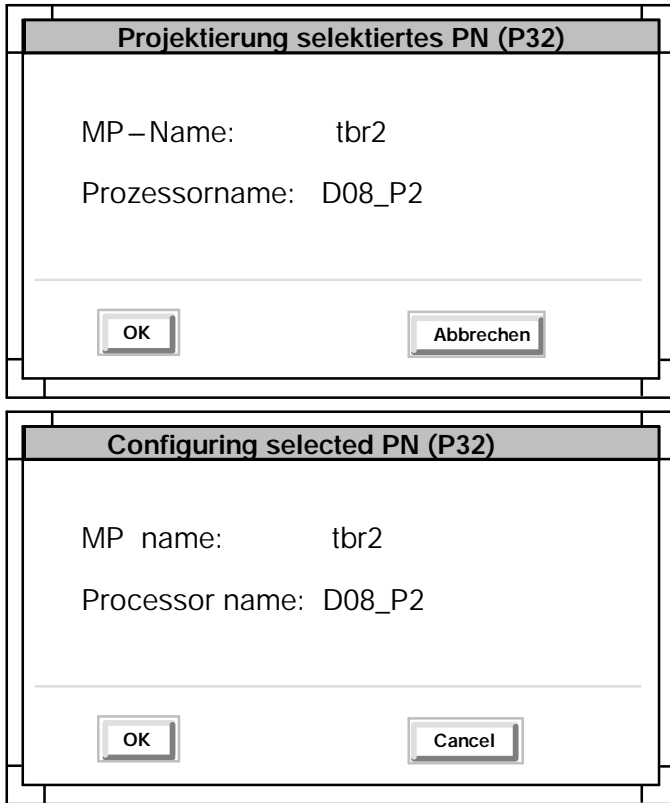 Projektierung selektiertes PN (P32)
MP–Name: tbr2
Prozessorname: D08_P2
OK Abbrechen
Configuring selected PN (P32)
MP name: tbr2
Processor name: D08_P2
OK Cancel